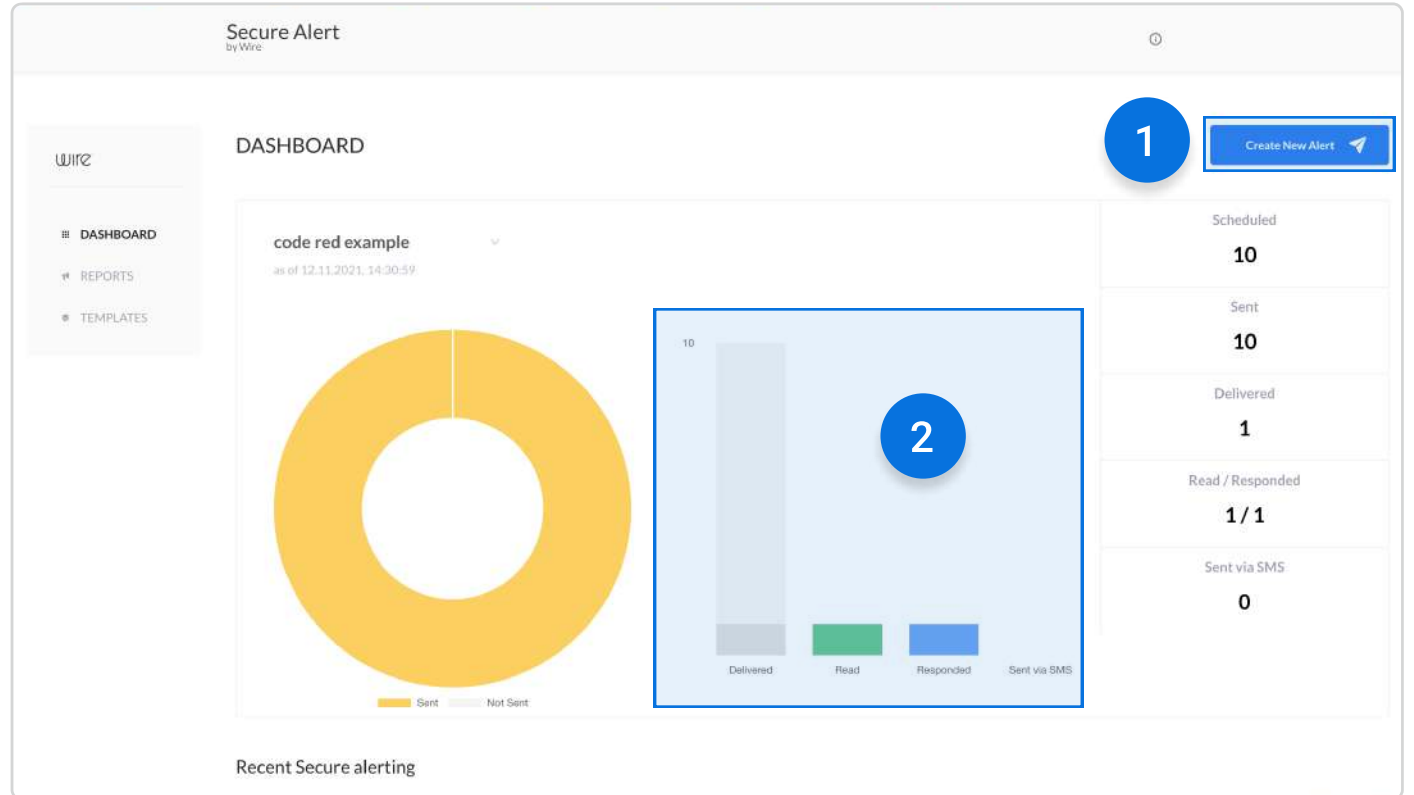 Secure Alert
by Wire
wire
DASHBOARD
REPORTS
TEMPLATES
DASHBOARD
1
Create New Alert
code red example
as of 12.11.2021, 14:30:59
Sent
Not Sent
10
2
Delivered
Read
Responded
Sent via SMS
Scheduled
10
Sent
10
Delivered
1
Read / Responded
1 / 1
Sent via SMS
0
Recent Secure alerting